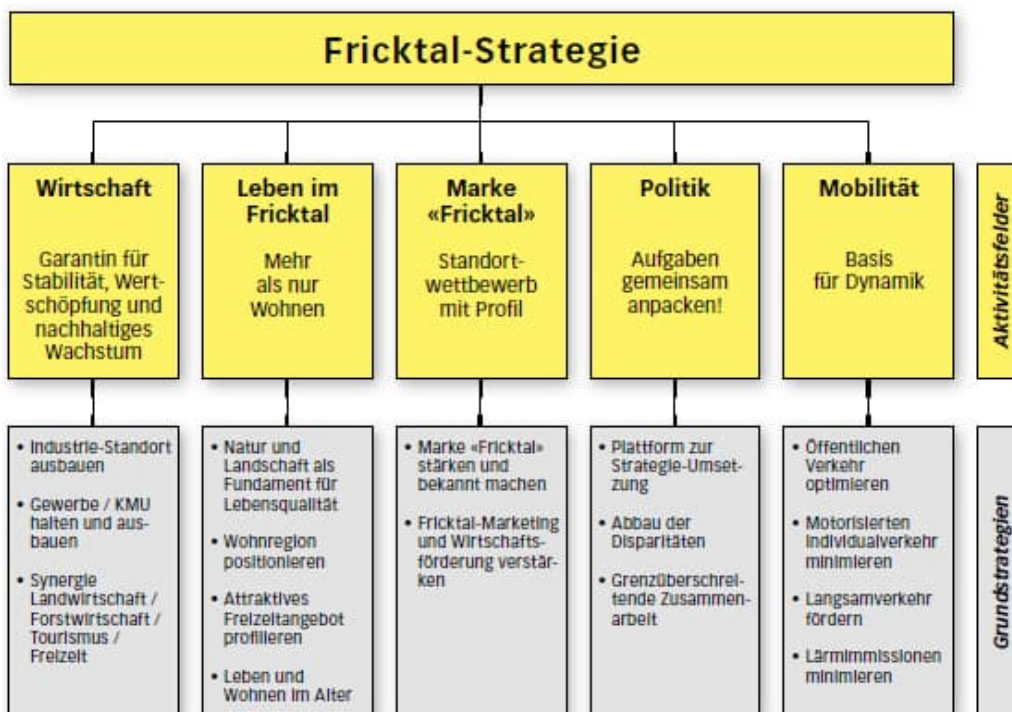 Fricktal-Strategie
Wirtschaft
Garantin für
Stabilität, Wert-
schöpfung und
nachhaltiges
Wachstum
Leben im
Fricktal
Mehr
als nur
Wohnen
Marke
«Fricktal»
Standort-
wettbewerb
mit Profil
Politik
Aufgaben
gemeinsam
anpacken!
Mobilität
Basis
für Dynamik
Aktivitätsfelder
• Industrie-Standort
ausbauen
• Gewerbe / KMU
halten und aus-
bauen
• Synergie
Landwirtschaft /
Forstwirtschaft /
Tourismus /
Freizeit
• Natur und
Landschaft als
Fundament für
Lebensqualität
• Wohnregion
positionieren
• Attraktives
Freizeitangebot
profilieren
• Leben und
Wohnen im Alter
• Marke «Fricktal»
stärken und
bekannt machen
• Fricktal-Marketing
und Wirtschafts-
förderung verstär-
ken
• Plattform zur
Strategie-Umset-
zung
• Abbau der
Disparitäten
• Grenzüberschrei-
tende Zusammen-
arbeit
• Öffentlichen
Verkehr
optimieren
• Motorisierten
Individualverkehr
minimieren
• Langsamverkehr
fördern
• Lärmimmissionen
minimieren
Grundstrategien